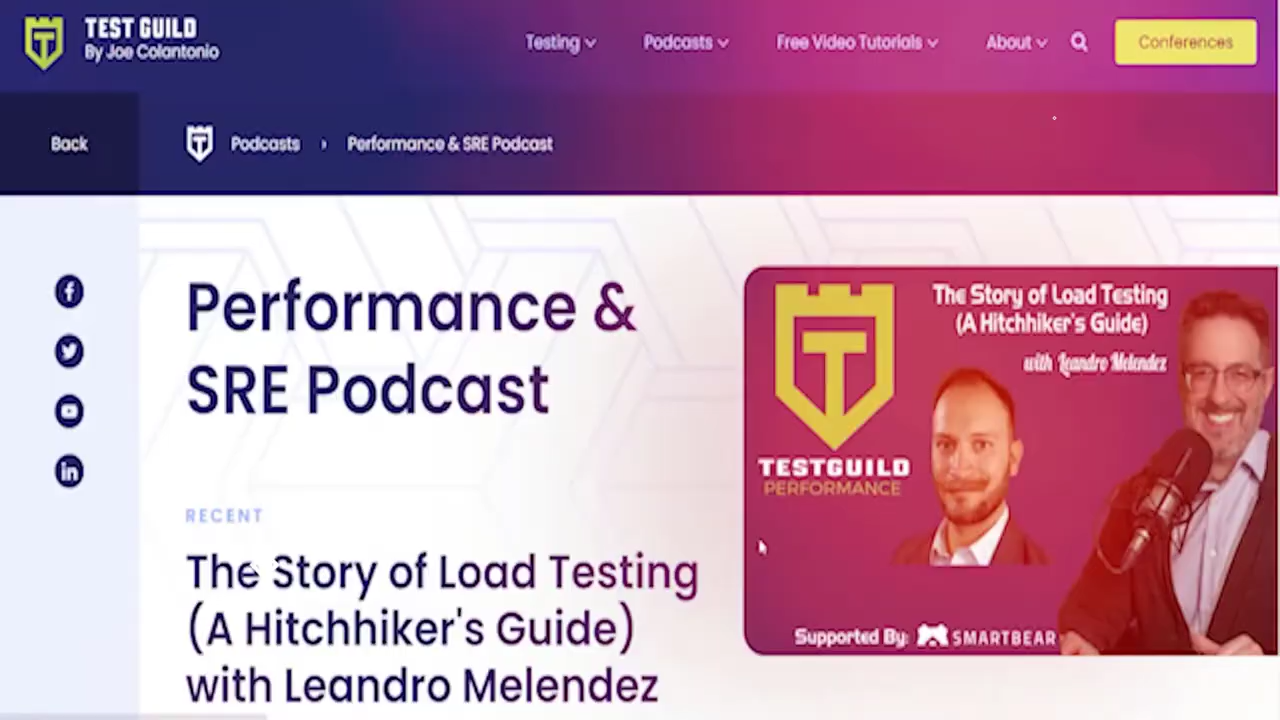 TEST GUILD
By Joe Colantonio
Testing
Podcasts
Free Video Tutorials
About
Conferences
Back
Podcasts
Performance & SRE Podcast
Performance &
SRE Podcast
RECENT
The Story of Load Testing
(A Hitchhiker's Guide)
with Leandro Melendez
The Story of Load Testing
(A Hitchhiker's Guide)
with Leandro Melendez
TESTGUILD
PERFORMANCE
Supported By: SMARTBEAR